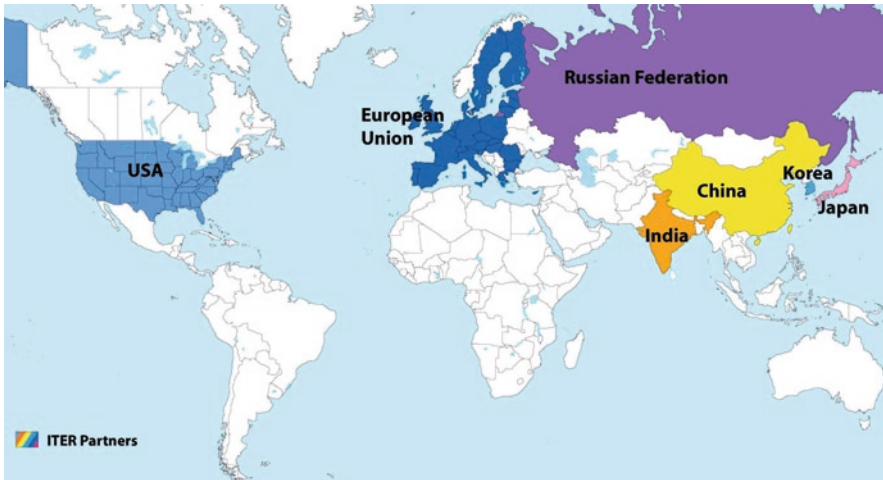 Russian Federation
European
Union
USA
Korea
China
Japan
India
ITER Partners